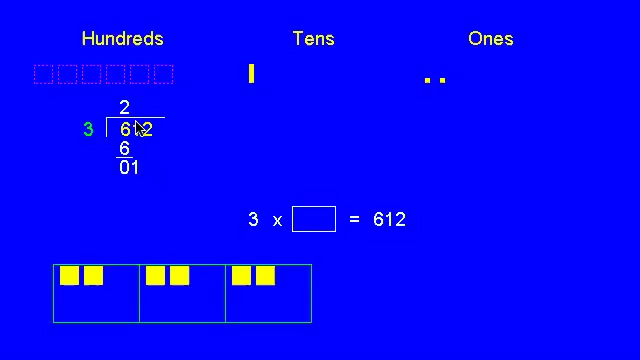 Hundreds Tens Ones
2
3 612
6
01
3 x = 612